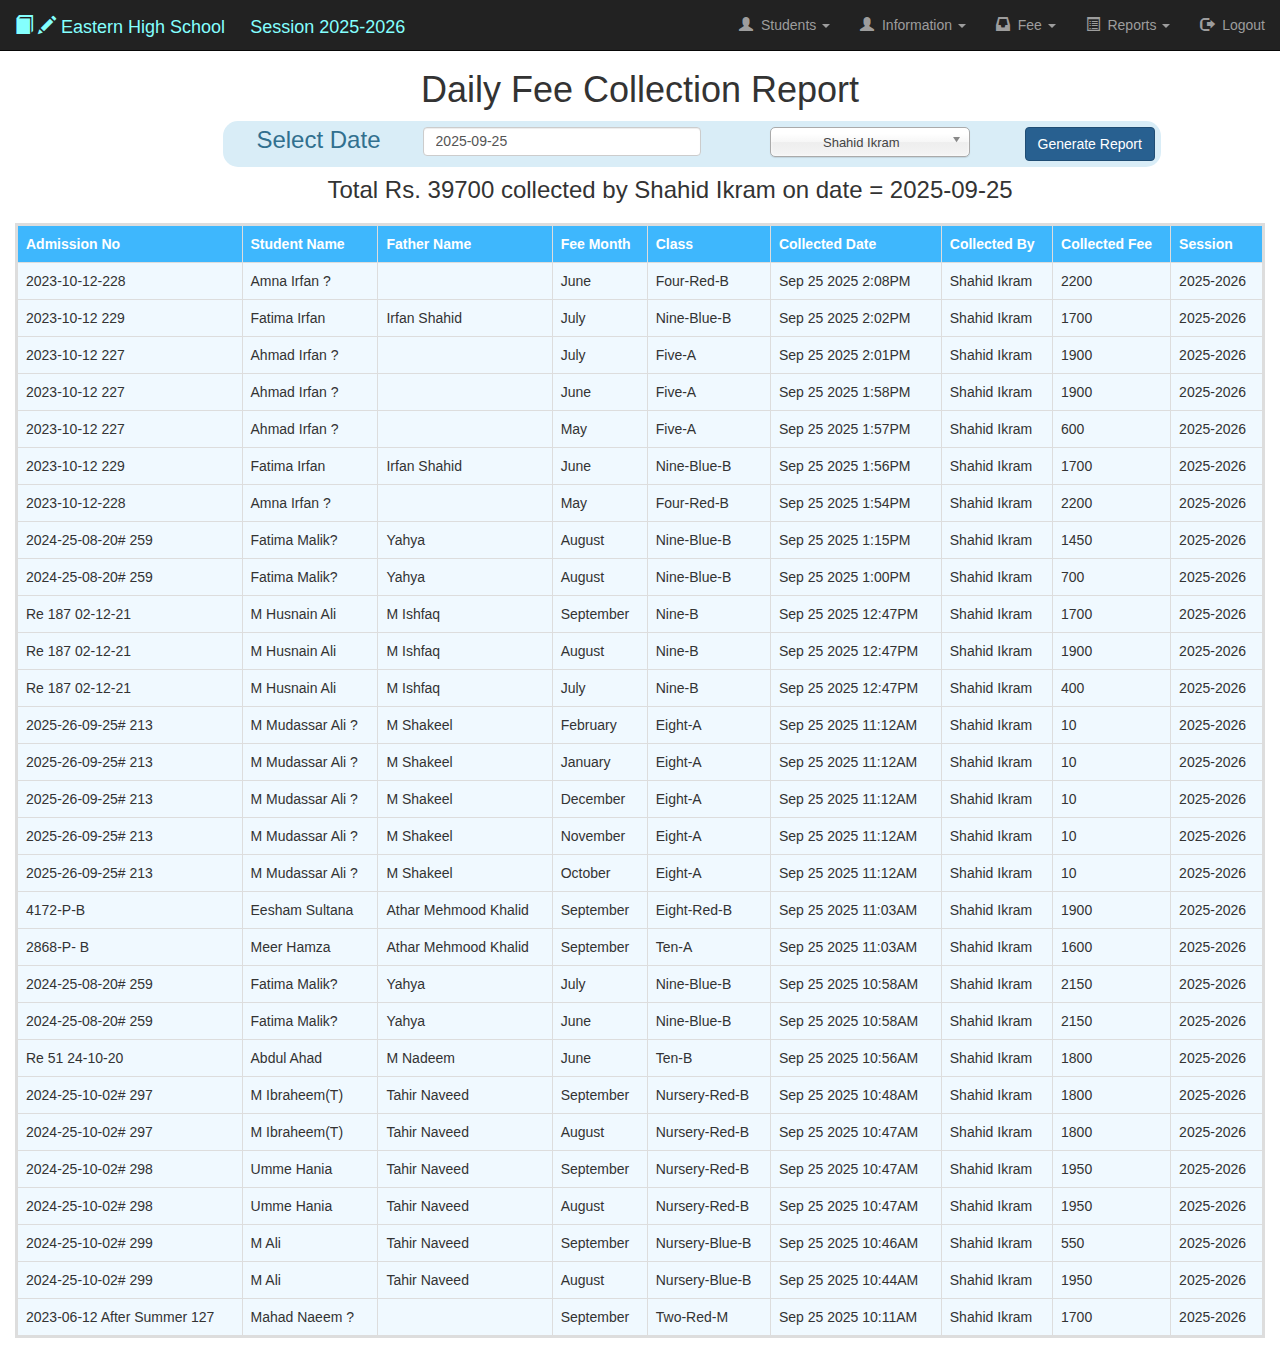 Eastern High School Session 2025-2026 Students Information Fee Reports Logout
Daily Fee Collection Report
Select Date 2025-09-25 Shahid Ikram Generate Report
Total Rs. 39700 collected by Shahid Ikram on date = 2025-09-25
Admission No Student Name Father Name Fee Month Class Collected Date Collected By Collected Fee Session
2023-10-12-228 Amna Irfan ? June Four-Red-B Sep 25 2025 2:08PM Shahid Ikram 2200 2025-2026
2023-10-12 229 Fatima Irfan Irfan Shahid July Nine-Blue-B Sep 25 2025 2:02PM Shahid Ikram 1700 2025-2026
2023-10-12 227 Ahmad Irfan ? July Five-A Sep 25 2025 2:01PM Shahid Ikram 1900 2025-2026
2023-10-12 227 Ahmad Irfan ? June Five-A Sep 25 2025 1:58PM Shahid Ikram 1900 2025-2026
2023-10-12 227 Ahmad Irfan ? May Five-A Sep 25 2025 1:57PM Shahid Ikram 600 2025-2026
2023-10-12 229 Fatima Irfan Irfan Shahid June Nine-Blue-B Sep 25 2025 1:56PM Shahid Ikram 1700 2025-2026
2023-10-12-228 Amna Irfan ? May Four-Red-B Sep 25 2025 1:54PM Shahid Ikram 2200 2025-2026
2024-25-08-20# 259 Fatima Malik? Yahya August Nine-Blue-B Sep 25 2025 1:15PM Shahid Ikram 1450 2025-2026
2024-25-08-20# 259 Fatima Malik? Yahya August Nine-Blue-B Sep 25 2025 1:00PM Shahid Ikram 700 2025-2026
Re 187 02-12-21 M Husnain Ali M Ishfaq September Nine-B Sep 25 2025 12:47PM Shahid Ikram 1700 2025-2026
Re 187 02-12-21 M Husnain Ali M Ishfaq August Nine-B Sep 25 2025 12:47PM Shahid Ikram 1900 2025-2026
Re 187 02-12-21 M Husnain Ali M Ishfaq July Nine-B Sep 25 2025 12:47PM Shahid Ikram 400 2025-2026
2025-26-09-25# 213 M Mudassar Ali ? M Shakeel February Eight-A Sep 25 2025 11:12AM Shahid Ikram 10 2025-2026
2025-26-09-25# 213 M Mudassar Ali ? M Shakeel January Eight-A Sep 25 2025 11:12AM Shahid Ikram 10 2025-2026
2025-26-09-25# 213 M Mudassar Ali ? M Shakeel December Eight-A Sep 25 2025 11:12AM Shahid Ikram 10 2025-2026
2025-26-09-25# 213 M Mudassar Ali ? M Shakeel November Eight-A Sep 25 2025 11:12AM Shahid Ikram 10 2025-2026
2025-26-09-25# 213 M Mudassar Ali ? M Shakeel October Eight-A Sep 25 2025 11:12AM Shahid Ikram 10 2025-2026
4172-P-B Eesham Sultana Athar Mehmood Khalid September Eight-Red-B Sep 25 2025 11:03AM Shahid Ikram 1900 2025-2026
2868-P- B Meer Hamza Athar Mehmood Khalid September Ten-A Sep 25 2025 11:03AM Shahid Ikram 1600 2025-2026
2024-25-08-20# 259 Fatima Malik? Yahya July Nine-Blue-B Sep 25 2025 10:58AM Shahid Ikram 2150 2025-2026
2024-25-08-20# 259 Fatima Malik? Yahya June Nine-Blue-B Sep 25 2025 10:58AM Shahid Ikram 2150 2025-2026
Re 51 24-10-20 Abdul Ahad M Nadeem June Ten-B Sep 25 2025 10:56AM Shahid Ikram 1800 2025-2026
2024-25-10-02# 297 M Ibraheem(T) Tahir Naveed September Nursery-Red-B Sep 25 2025 10:48AM Shahid Ikram 1800 2025-2026
2024-25-10-02# 297 M Ibraheem(T) Tahir Naveed August Nursery-Red-B Sep 25 2025 10:47AM Shahid Ikram 1800 2025-2026
2024-25-10-02# 298 Umme Hania Tahir Naveed September Nursery-Red-B Sep 25 2025 10:47AM Shahid Ikram 1950 2025-2026
2024-25-10-02# 298 Umme Hania Tahir Naveed August Nursery-Red-B Sep 25 2025 10:47AM Shahid Ikram 1950 2025-2026
2024-25-10-02# 299 M Ali Tahir Naveed September Nursery-Blue-B Sep 25 2025 10:46AM Shahid Ikram 550 2025-2026
2024-25-10-02# 299 M Ali Tahir Naveed August Nursery-Blue-B Sep 25 2025 10:44AM Shahid Ikram 1950 2025-2026
2023-06-12 After Summer 127 Mahad Naeem ? September Two-Red-M Sep 25 2025 10:11AM Shahid Ikram 1700 2025-2026